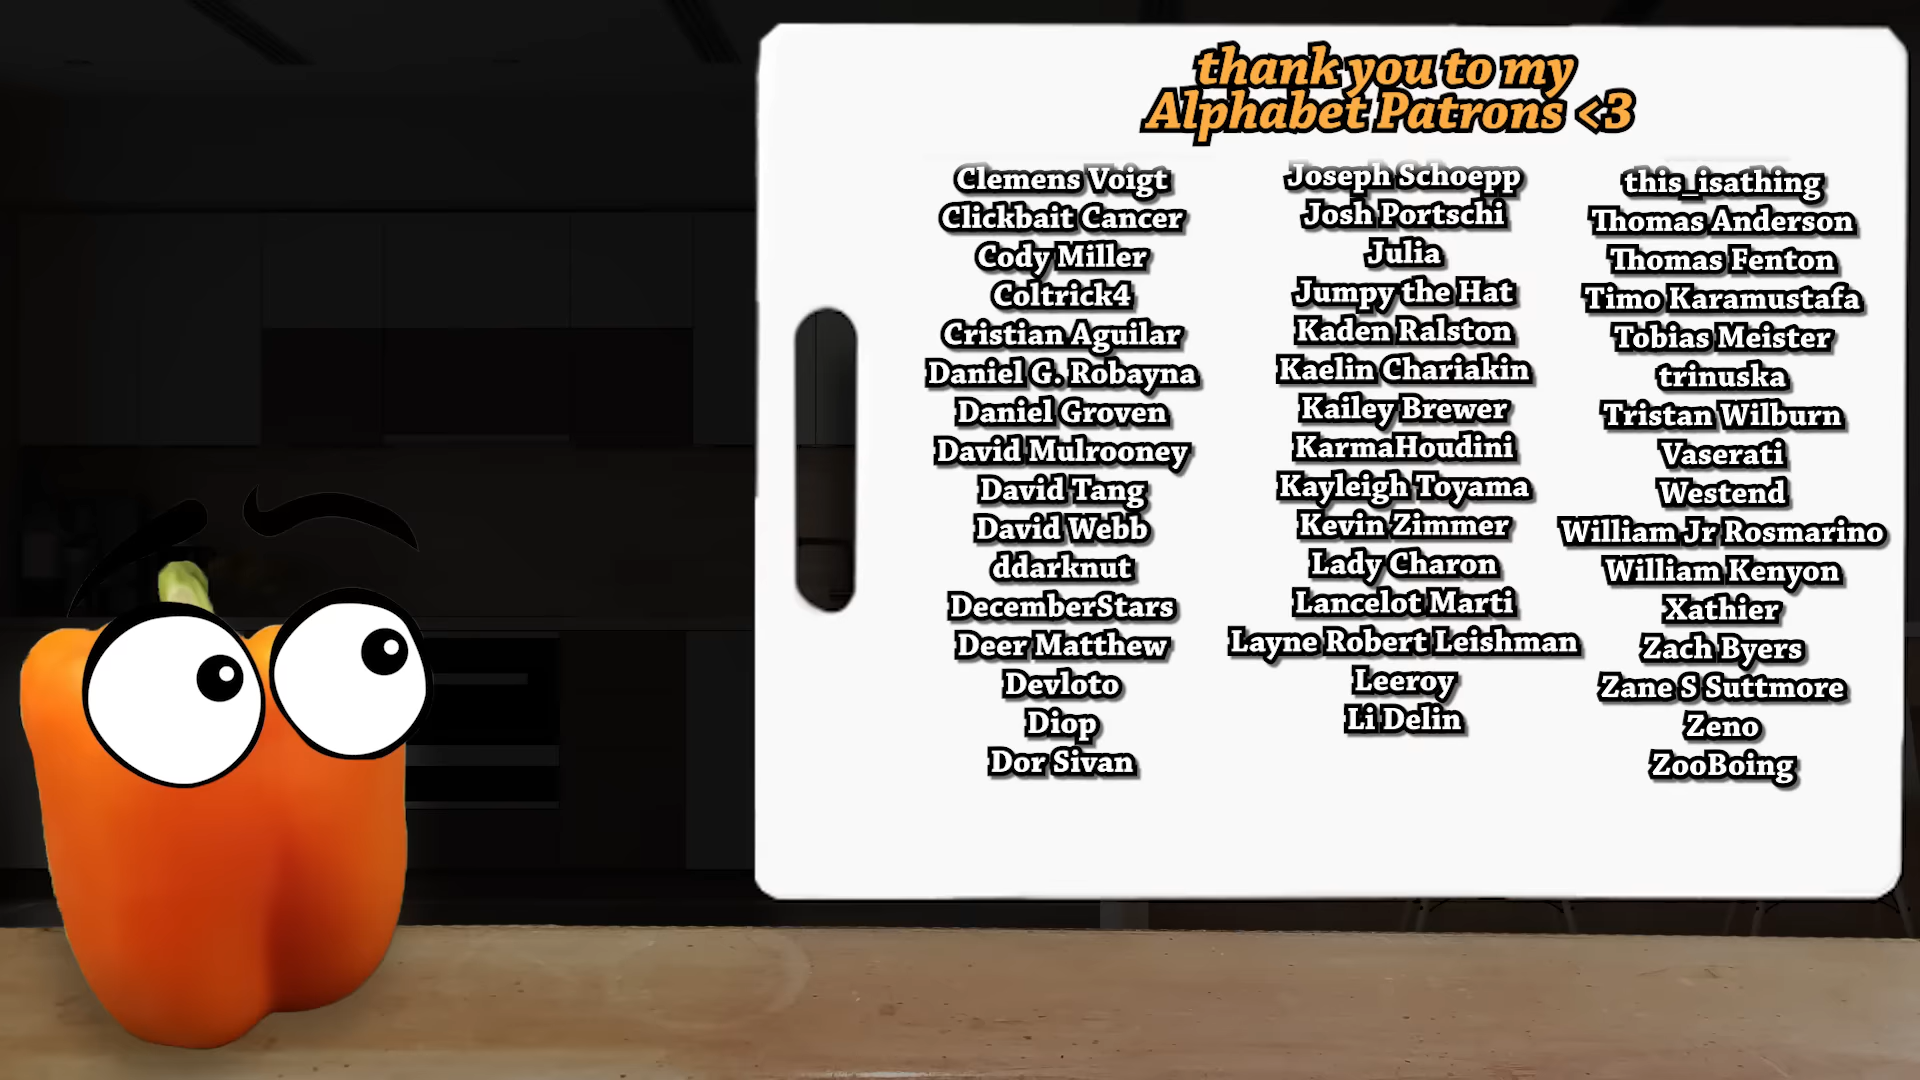 thank you to my
Alphabet Patrons <3
Clemens Voigt
Clickbait Cancer
Cody Miller
Coltrick4
Cristian Aguilar
Daniel G. Robayna
Daniel Groven
David Mulrooney
David Tang
David Webb
ddarknut
DecemberStars
Deer Matthew
Devloto
Diop
Dor Sivan
Joseph Schoepp
Josh Portschi
Julia
Jumpy the Hat
Kaden Ralston
Kaelin Chariakin
Kailey Brewer
KarmaHoudini
Kayleigh Toyama
Kevin Zimmer
Lady Charon
Lancelot Marti
Layne Robert Leishman
Leeroy
Li Delin
this_isathing
Thomas Anderson
Thomas Fenton
Timo Karamustafa
Tobias Meister
trinuska
Tristan Wilburn
Vaserati
Westend
William Jr Rosmarino
William Kenyon
Xathier
Zach Byers
Zane S Suttmore
Zeno
ZooBoing